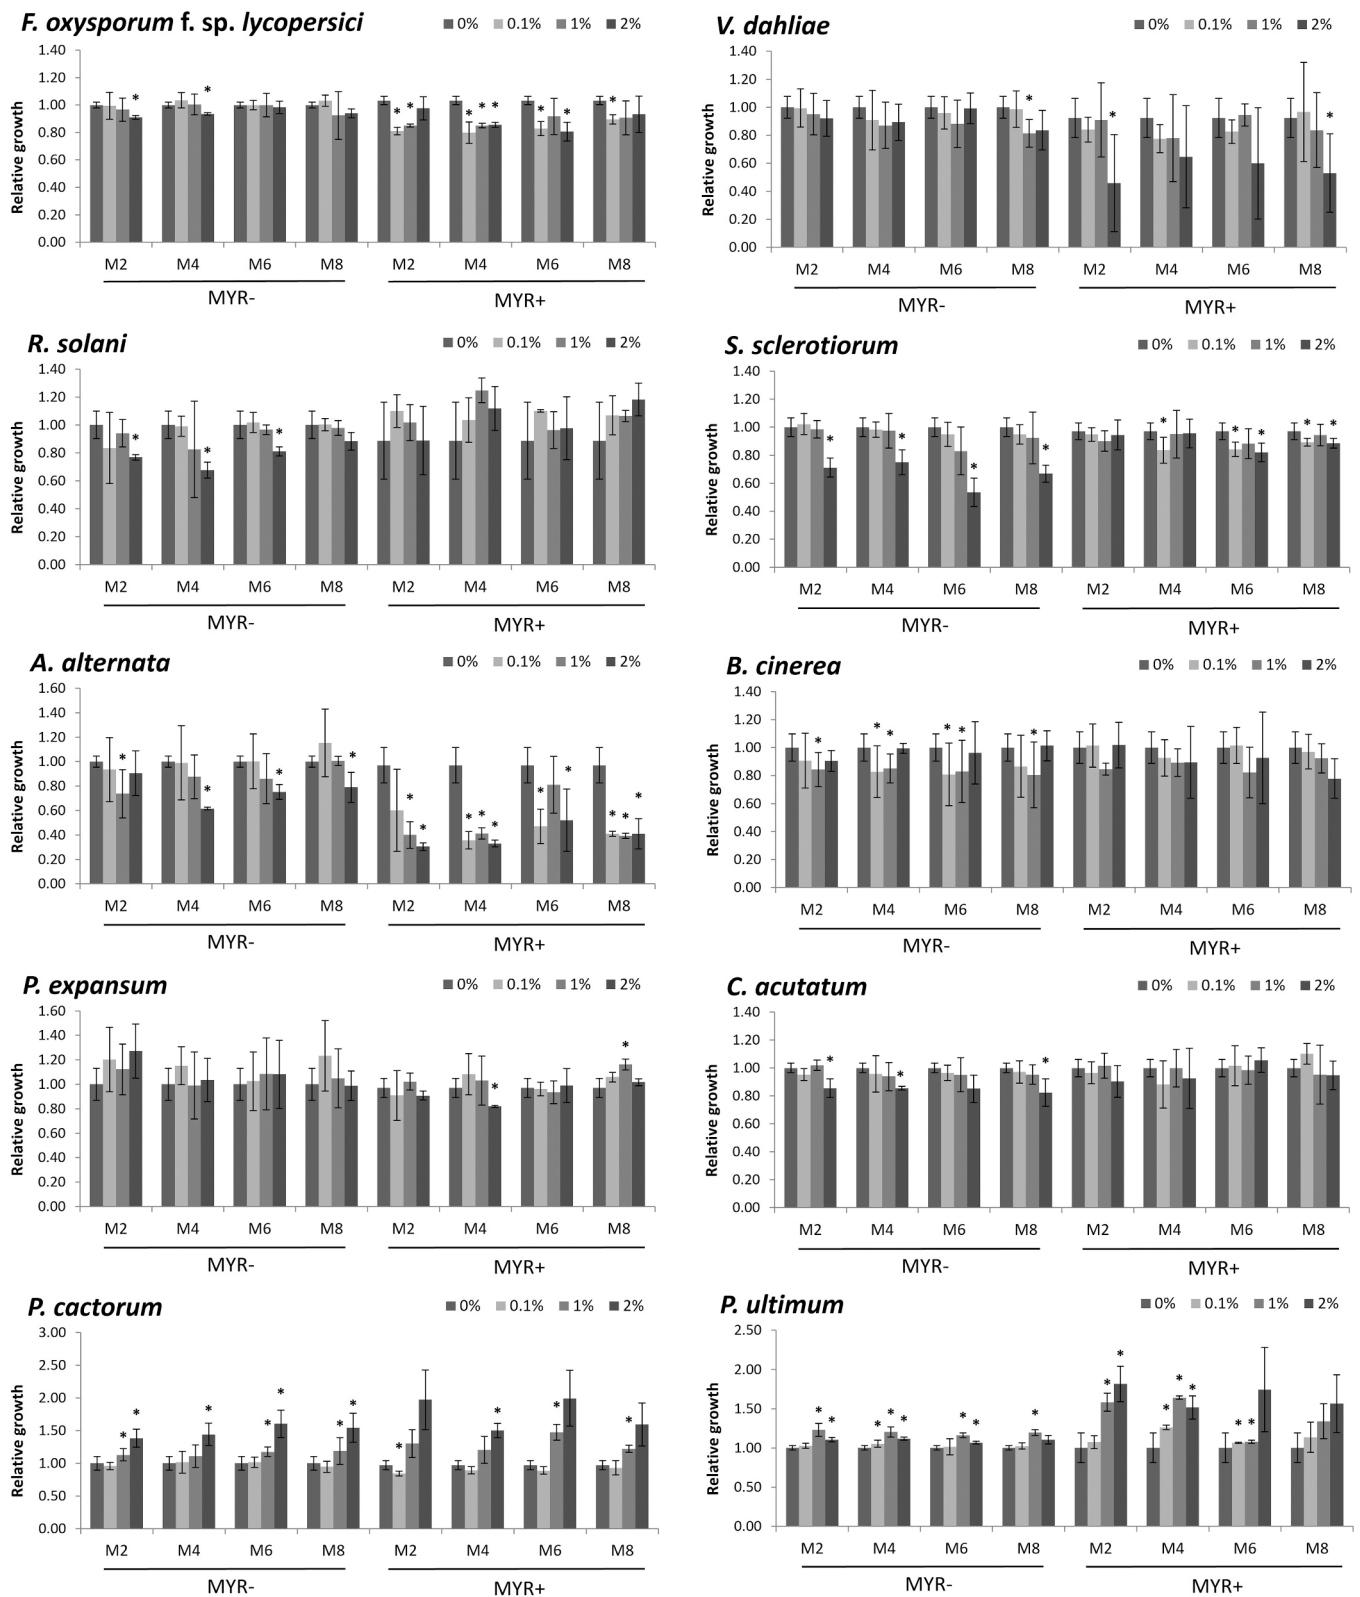 F. oxysporum f. sp. lycopersici
0% 0.1% 1% 2%
Relative growth
1.40
1.20
1.00
0.80
0.60
0.40
0.20
0.00
* * * * * * * * * * *
M2 M4 M6 M8 M2 M4 M6 M8
MYR- MYR+
V. dahliae
0% 0.1% 1% 2%
Relative growth
1.40
1.20
1.00
0.80
0.60
0.40
0.20
0.00
* * *
M2 M4 M6 M8 M2 M4 M6 M8
MYR- MYR+
R. solani
0% 0.1% 1% 2%
Relative growth
1.40
1.20
1.00
0.80
0.60
0.40
0.20
0.00
* * *
M2 M4 M6 M8 M2 M4 M6 M8
MYR- MYR+
S. sclerotiorum
0% 0.1% 1% 2%
Relative growth
1.40
1.20
1.00
0.80
0.60
0.40
0.20
0.00
* * * * * * * * *
M2 M4 M6 M8 M2 M4 M6 M8
MYR- MYR+
A. alternata
0% 0.1% 1% 2%
Relative growth
1.60
1.40
1.20
1.00
0.80
0.60
0.40
0.20
0.00
* * * * * * * * * * * * * *
M2 M4 M6 M8 M2 M4 M6 M8
MYR- MYR+
B. cinerea
0% 0.1% 1% 2%
Relative growth
1.40
1.20
1.00
0.80
0.60
0.40
0.20
0.00
* * * * * *
M2 M4 M6 M8 M2 M4 M6 M8
MYR- MYR+
P. expansum
0% 0.1% 1% 2%
Relative growth
1.60
1.40
1.20
1.00
0.80
0.60
0.40
0.20
0.00
* *
M2 M4 M6 M8 M2 M4 M6 M8
MYR- MYR+
C. acutatum
0% 0.1% 1% 2%
Relative growth
1.40
1.20
1.00
0.80
0.60
0.40
0.20
0.00
* * *
M2 M4 M6 M8 M2 M4 M6 M8
MYR- MYR+
P. cactorum
0% 0.1% 1% 2%
Relative growth
3.00
2.50
2.00
1.50
1.00
0.50
0.00
* * * * * * * * * * *
M2 M4 M6 M8 M2 M4 M6 M8
MYR- MYR+
P. ultimum
0% 0.1% 1% 2%
Relative growth
2.50
2.00
1.50
1.00
0.50
0.00
* * * * * * * * * * * * * * *
M2 M4 M6 M8 M2 M4 M6 M8
MYR- MYR+